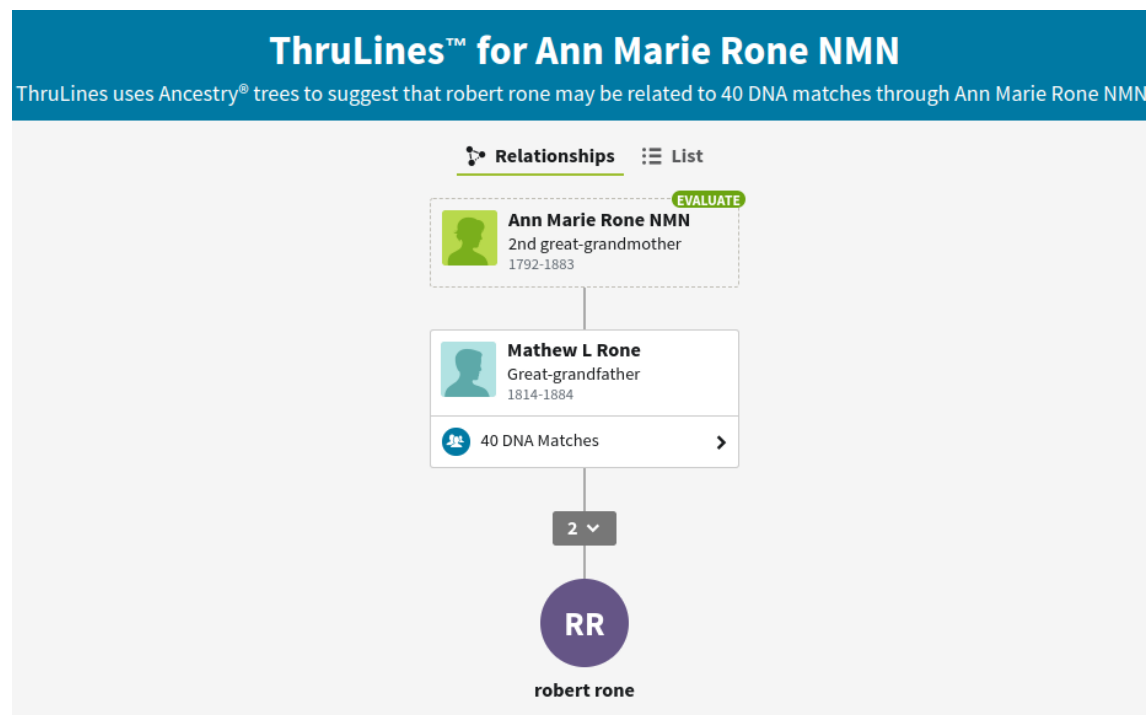 ThruLines™ for Ann Marie Rone NMN
ThruLines uses Ancestry® trees to suggest that robert rone may be related to 40 DNA matches through Ann Marie Rone NMN
Relationships List
EVALUATE
Ann Marie Rone NMN
2nd great-grandmother
1792-1883
Mathew L Rone
Great-grandfather
1814-1884
40 DNA Matches
2
RR
robert rone